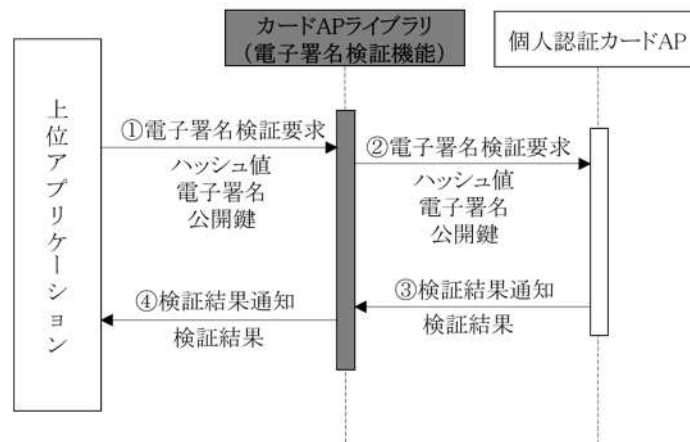 カードAPライブラリ
(電子署名検証機能)
個人認証カードAP
上位アプリケーション
①電子署名検証要求
ハッシュ値
電子署名
公開鍵
②電子署名検証要求
ハッシュ値
電子署名
公開鍵
③検証結果通知
検証結果
④検証結果通知
検証結果